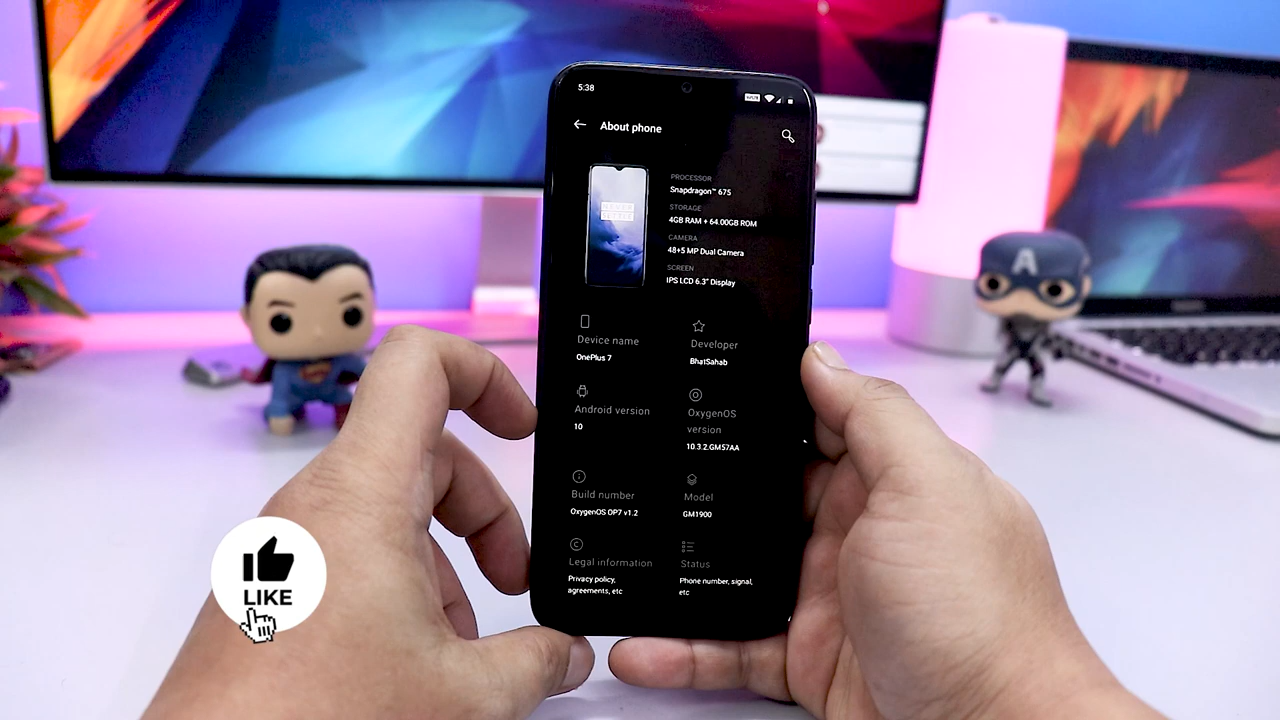 5:38
About phone
PROCESSOR
Snapdragon™ 675
STORAGE
4GB RAM + 64.00GB ROM
CAMERA
48+5 MP Dual Camera
SCREEN
IPS LCD 6.3" Display
NEVER
SETTLE
Device name
OnePlus 7
Developer
BhatSahab
Android version
10
OxygenOS
version
10.3.2.GM57AA
Build number
OxygenOS OP7 v1.2
Model
GM1900
Legal information
Privacy policy,
agreements, etc
Status
Phone number, signal,
etc
LIKE
A